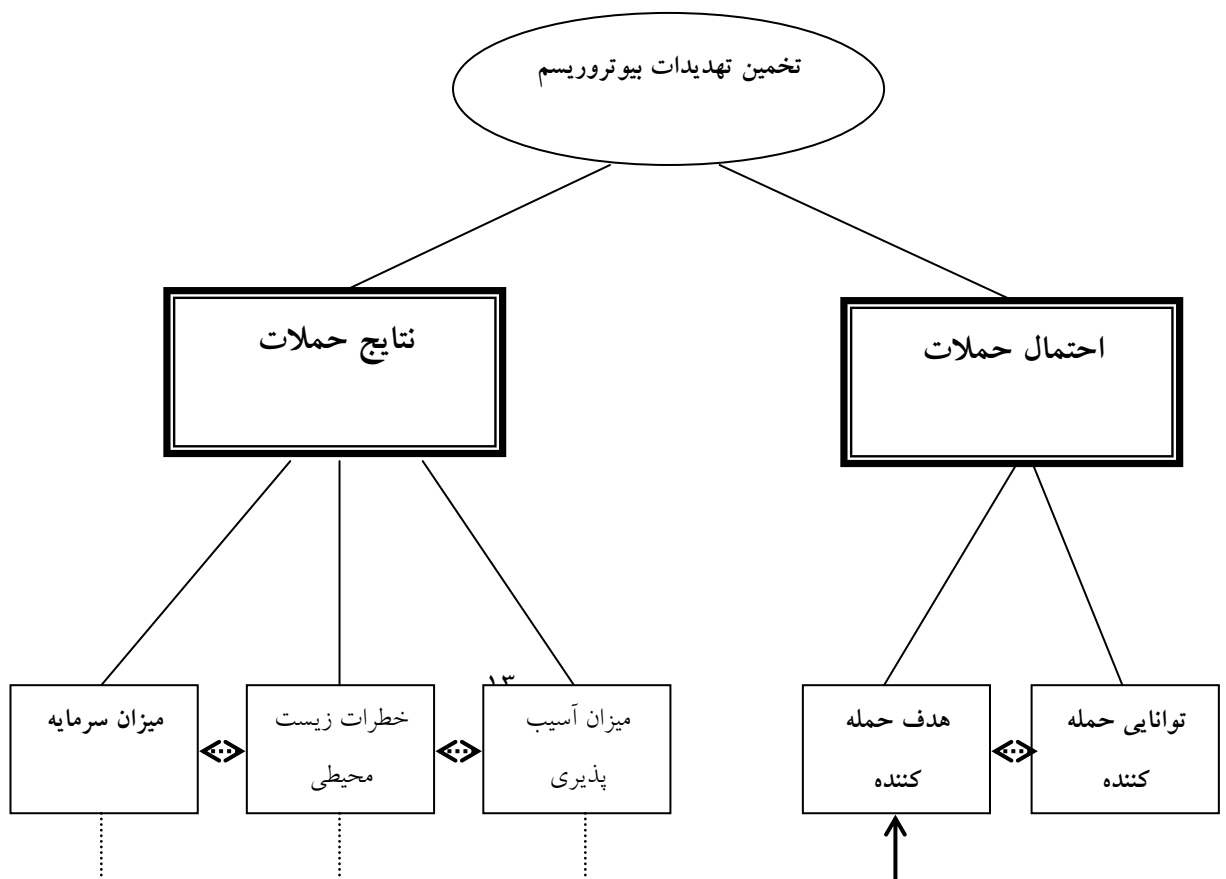 تخمین تهدیدات بیوتروریسم
احتمال حملات
نتایج حملات
توانایی حمله
کننده
هدف حمله
کننده
میزان آسیب
پذیری
خطرات زیست
محیطی
میزان سرمایه
۱۳